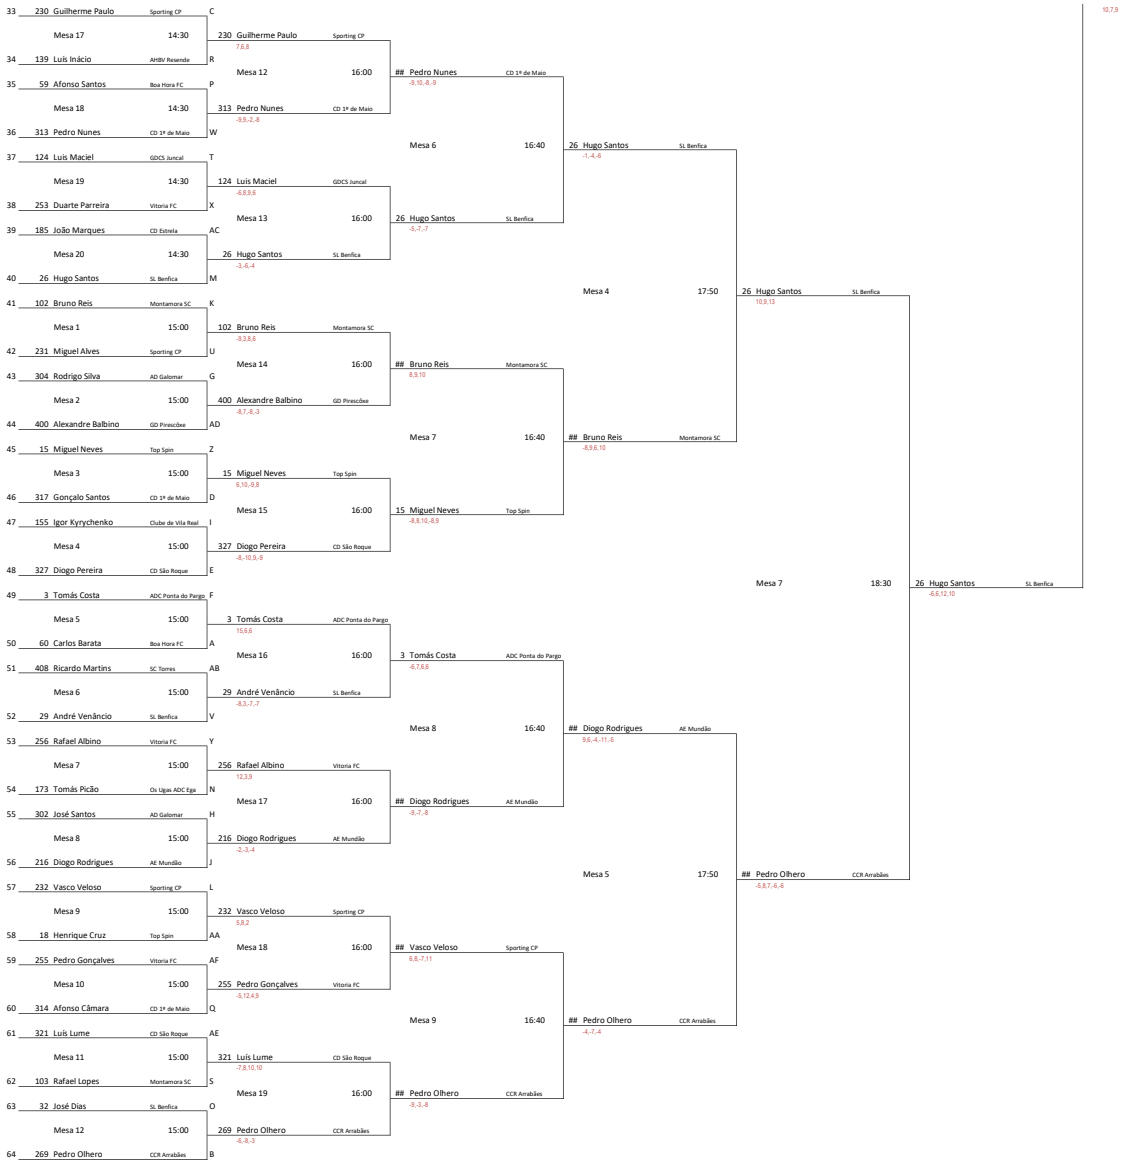 10,7,9
33 230 Guilherme Paulo Sporting CP C
Mesa 17 14:30 230 Guilherme Paulo Sporting CP
7,6,8
34 139 Luís Inácio AHBV Resende R
Mesa 12 16:00 ## Pedro Nunes CD 1º de Maio
-9,10,-8,-9
35 59 Afonso Santos Boa Hora FC P
Mesa 18 14:30 313 Pedro Nunes CD 1º de Maio
-9,9,-2,-8
36 313 Pedro Nunes CD 1º de Maio W
Mesa 6 16:40 26 Hugo Santos SL Benfica
-1,-4,-6
37 124 Luis Maciel GDCS Juncal T
Mesa 19 14:30 124 Luis Maciel GDCS Juncal
-6,8,9,6
38 253 Duarte Parreira Vitoria FC X
Mesa 13 16:00 26 Hugo Santos SL Benfica
-5,-7,-7
39 185 João Marques CD Estrela AC
Mesa 20 14:30 26 Hugo Santos SL Benfica
-3,-6,-4
40 26 Hugo Santos SL Benfica M
Mesa 4 17:50 26 Hugo Santos SL Benfica
10,9,13
41 102 Bruno Reis Montamora SC K
Mesa 1 15:00 102 Bruno Reis Montamora SC
-9,3,8,6
42 231 Miguel Alves Sporting CP U
Mesa 14 16:00 ## Bruno Reis Montamora SC
8,9,10
43 304 Rodrigo Silva AD Galomar G
Mesa 2 15:00 400 Alexandre Balbino GD Pirescôxe
-8,7,-8,-3
44 400 Alexandre Balbino GD Pirescôxe AD
Mesa 7 16:40 ## Bruno Reis Montamora SC
-8,9,6,10
45 15 Miguel Neves Top Spin Z
Mesa 3 15:00 15 Miguel Neves Top Spin
6,10,-9,8
46 317 Gonçalo Santos CD 1º de Maio D
Mesa 15 16:00 15 Miguel Neves Top Spin
-8,8,10,-8,9
47 155 Igor Kyrychenko Clube de Vila Real I
Mesa 4 15:00 327 Diogo Pereira CD São Roque
-8,-10,9,-9
48 327 Diogo Pereira CD São Roque E
Mesa 7 18:30 26 Hugo Santos SL Benfica
-6,6,12,10
49 3 Tomás Costa ADC Ponta do Pargo F
Mesa 5 15:00 3 Tomás Costa ADC Ponta do Pargo
15,6,6
50 60 Carlos Barata Boa Hora FC A
Mesa 16 16:00 3 Tomás Costa ADC Ponta do Pargo
-6,7,6,6
51 408 Ricardo Martins SC Torres AB
Mesa 6 15:00 29 André Venâncio SL Benfica
-8,3,-7,-7
52 29 André Venâncio SL Benfica V
Mesa 8 16:40 ## Diogo Rodrigues AE Mundão
9,6,-4,-11,-5
53 256 Rafael Albino Vitoria FC Y
Mesa 7 15:00 256 Rafael Albino Vitoria FC
12,3,9
54 173 Tomás Picão Os Ugas ADC Ega N
Mesa 17 16:00 ## Diogo Rodrigues AE Mundão
-9,-7,-8
55 302 José Santos AD Galomar H
Mesa 8 15:00 216 Diogo Rodrigues AE Mundão
-2,-3,-4
56 216 Diogo Rodrigues AE Mundão J
Mesa 5 17:50 ## Pedro Olhero CCR Arrabães
-5,8,7,-6,-6
57 232 Vasco Veloso Sporting CP L
Mesa 9 15:00 232 Vasco Veloso Sporting CP
5,8,2
58 18 Henrique Cruz Top Spin AA
Mesa 18 16:00 ## Vasco Veloso Sporting CP
6,6,-7,11
59 255 Pedro Gonçalves Vitoria FC AF
Mesa 10 15:00 255 Pedro Gonçalves Vitoria FC
-5,12,4,9
60 314 Afonso Câmara CD 1º de Maio Q
Mesa 9 16:40 ## Pedro Olhero CCR Arrabães
-4,-7,-4
61 321 Luís Lume CD São Roque AE
Mesa 11 15:00 321 Luís Lume CD São Roque
-7,8,10,10
62 103 Rafael Lopes Montamora SC S
Mesa 19 16:00 ## Pedro Olhero CCR Arrabães
-9,-3,-8
63 32 José Dias SL Benfica O
Mesa 12 15:00 269 Pedro Olhero CCR Arrabães
-6,-8,-3
64 269 Pedro Olhero CCR Arrabães B